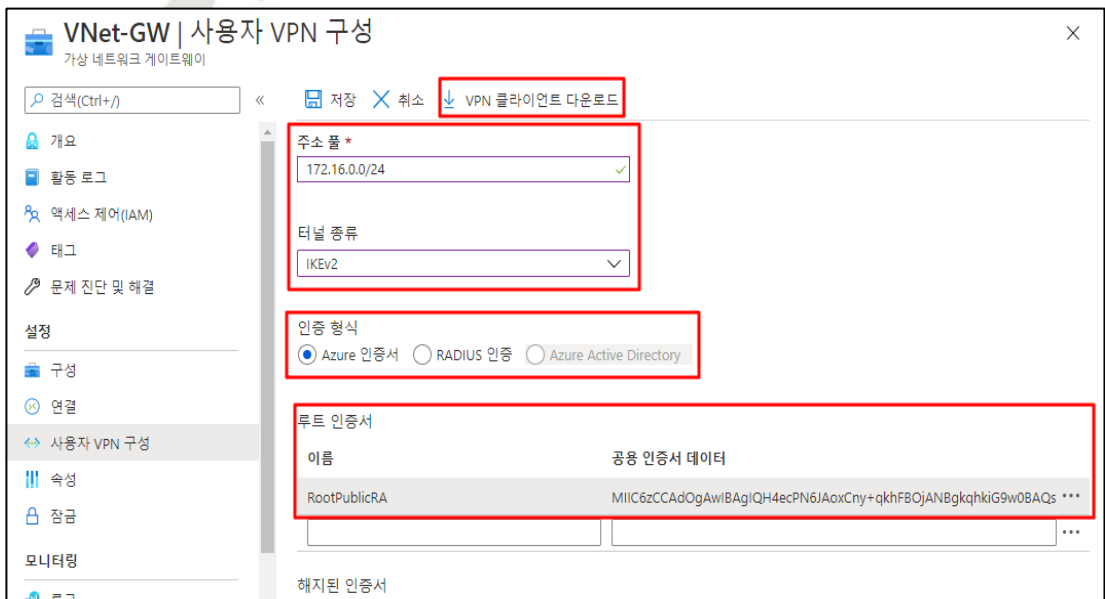 VNet-GW | 사용자 VPN 구성
가상 네트워크 게이트웨이
검색(Ctrl+/)
저장 취소 VPN 클라이언트 다운로드
개요
활동 로그
액세스 제어(IAM)
태그
문제 진단 및 해결
설정
구성
연결
사용자 VPN 구성
속성
잠금
모니터링
로그
주소 풀 *
172.16.0.0/24
터널 종류
IKEv2
인증 형식
Azure 인증서 RADIUS 인증 Azure Active Directory
루트 인증서
이름 공용 인증서 데이터
RootPublicRA MIIC6zCCAdOgAwIBAgIQH4ecPN6JAoxCny+qkhFBOjANBgkqhkiG9w0BAQs
해지된 인증서